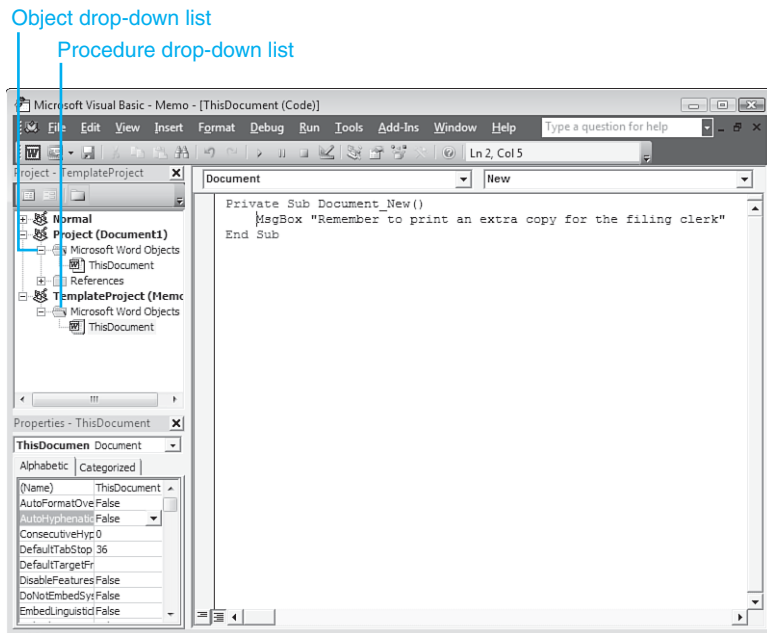 Object drop-down list
Procedure drop-down list
Microsoft Visual Basic - Memo - [ThisDocument (Code)]
File Edit View Insert Format Debug Run Tools Add-Ins Window Help Type a question for help
Ln 2, Col 5
Project - TemplateProject
Document New
Normal
Project (Document1)
Microsoft Word Objects
ThisDocument
References
TemplateProject (Memo
Microsoft Word Objects
ThisDocument
Private Sub Document_New()
MsgBox "Remember to print an extra copy for the filing clerk"
End Sub
Properties - ThisDocument
ThisDocumen Document
Alphabetic Categorized
(Name) ThisDocument
AutoFormatOve False
AutoHyphenatic False
ConsecutiveHyp 0
DefaultTabStop 36
DefaultTargetFr
DisableFeatures False
DoNotEmbedSys False
EmbedLinguistic False